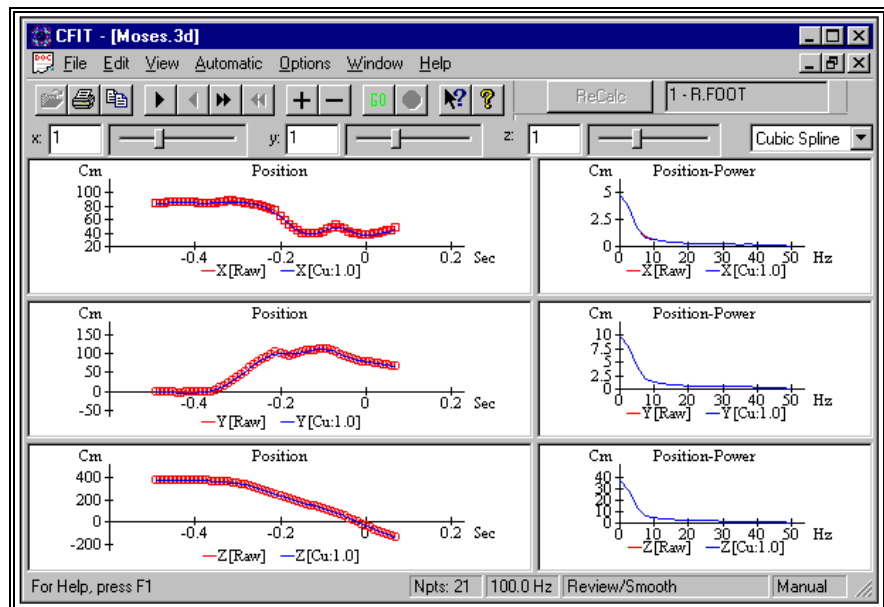 CFIT - [Moses.3d]
DOC File Edit View Automatic Options Window Help
GO ReCalc 1 - R.FOOT
x: 1 y: 1 z: 1 Cubic Spline
Cm Position
100
80
60
40
20
-0.4 -0.2 0 0.2 Sec
X[Raw] X[Cu:1.0]
Cm Position-Power
5
2.5
0
0 10 20 30 40 50 Hz
X[Raw] X[Cu:1.0]
Cm Position
150
100
50
0
-50
-0.4 -0.2 0 0.2 Sec
Y[Raw] Y[Cu:1.0]
Cm Position-Power
10
7.5
5
2.5
0
0 10 20 30 40 50 Hz
Y[Raw] Y[Cu:1.0]
Cm Position
400
200
0
-200
-0.4 -0.2 0 0.2 Sec
Z[Raw] Z[Cu:1.0]
Cm Position-Power
40
30
20
10
0
0 10 20 30 40 50 Hz
Z[Raw] Z[Cu:1.0]
For Help, press F1 Npts: 21 100.0 Hz Review/Smooth Manual